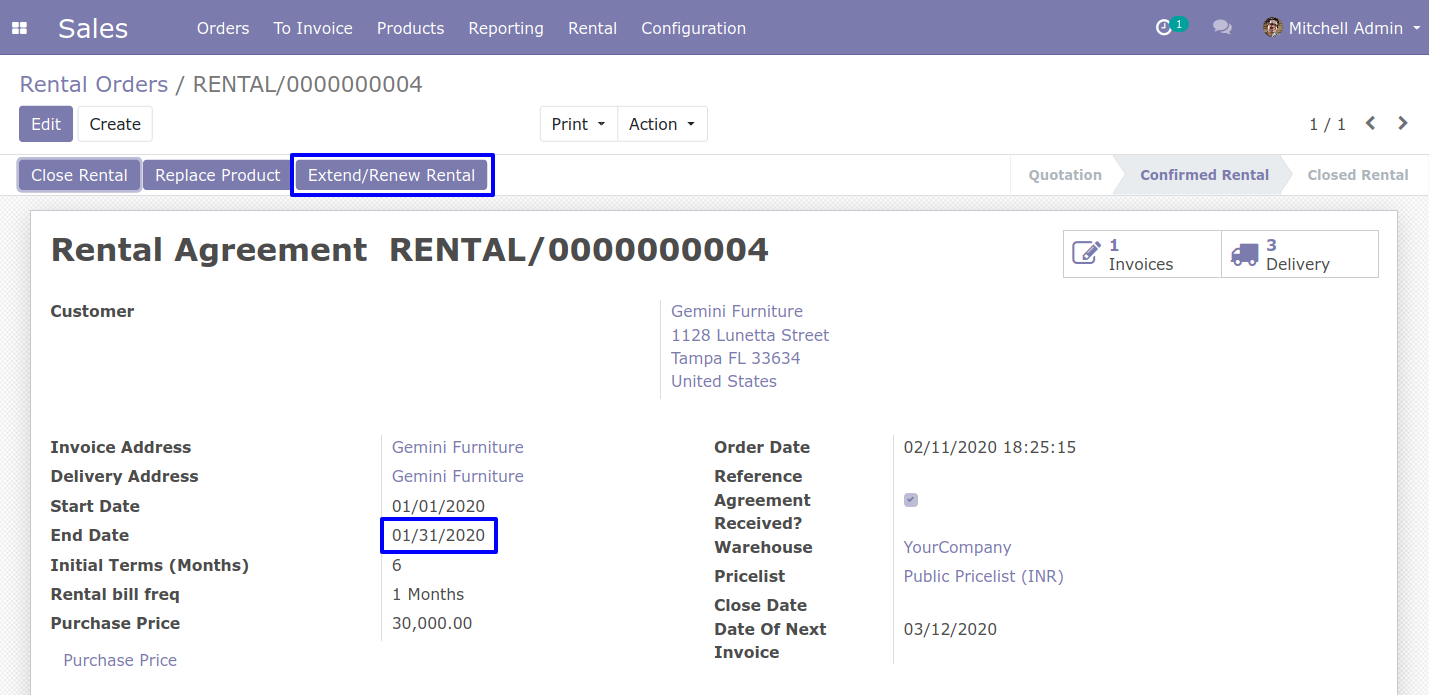 Sales Orders To Invoice Products Reporting Rental Configuration 1 Mitchell Admin
Rental Orders / RENTAL/0000000004
Edit Create Print Action 1 / 1
Close Rental Replace Product Extend/Renew Rental Quotation Confirmed Rental Closed Rental
Rental Agreement RENTAL/0000000004
1 Invoices
3 Delivery
Customer
Gemini Furniture
1128 Lunetta Street
Tampa FL 33634
United States
Invoice Address Gemini Furniture
Delivery Address Gemini Furniture
Start Date 01/01/2020
End Date 01/31/2020
Initial Terms (Months) 6
Rental bill freq 1 Months
Purchase Price 30,000.00
Purchase Price
Order Date 02/11/2020 18:25:15
Reference
Agreement
Received?
Warehouse YourCompany
Pricelist Public Pricelist (INR)
Close Date
Date Of Next 03/12/2020
Invoice